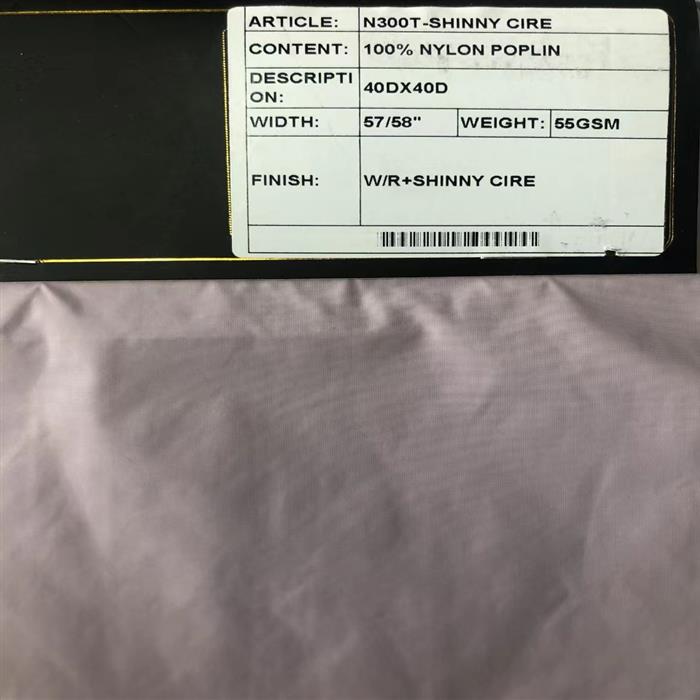 ARTICLE: N300T-SHINNY CIRE
CONTENT: 100% NYLON POPLIN
DESCRIPTI
ON: 40DX40D
WIDTH: 57/58" WEIGHT: 55GSM
FINISH: W/R+SHINNY CIRE